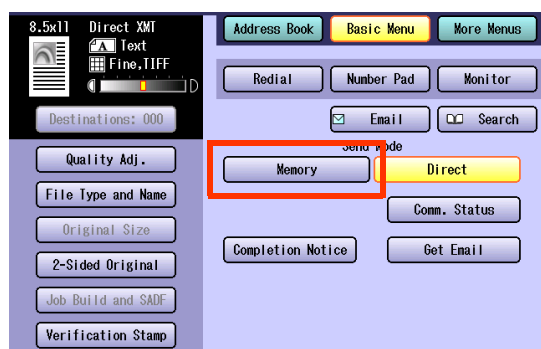 8.5x11 Direct XMT
A Text
Fine,TIFF
D
Destinations: 000
Quality Adj.
File Type and Name
Original Size
2-Sided Original
Job Build and SADF
Verification Stamp
Address Book Basic Menu More Menus
Redial Number Pad Monitor
Email Search
Send Mode
Memory Direct
Comm. Status
Completion Notice Get Email